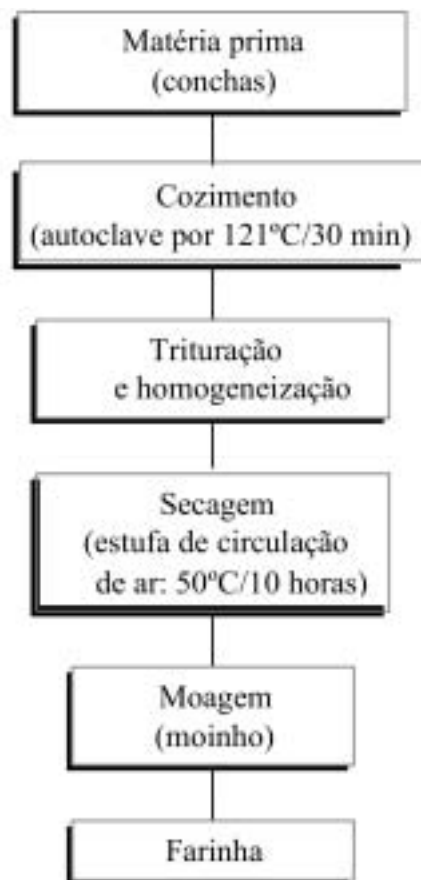 Matéria prima
(conchas)
Cozimento
(autoclave por 121ºC/30 min)
Trituração
e homogeneização
Secagem
(estufa de circulação
de ar: 50ºC/10 horas)
Moagem
(moinho)
Farinha